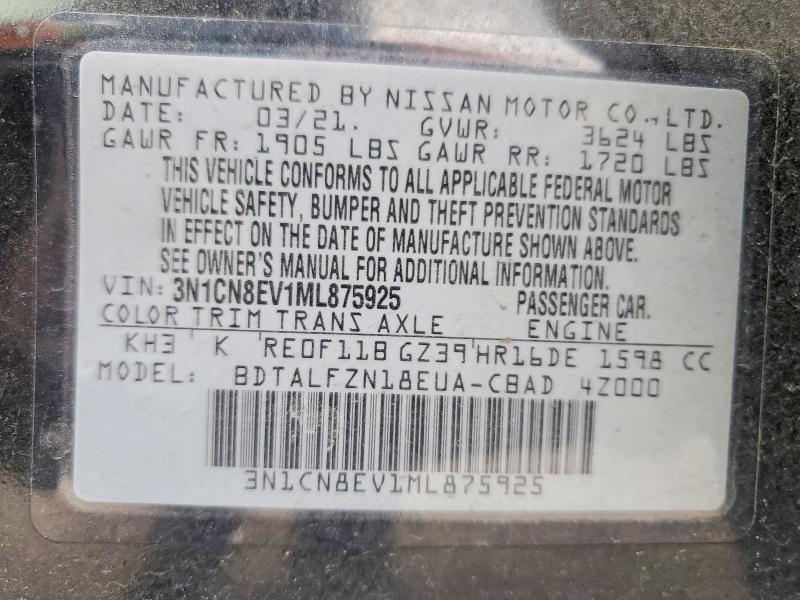 MANUFACTURED BY NISSAN MOTOR CO.,LTD.
DATE: 03/21. GVWR: 3624 LBS
GAWR FR: 1905 LBS GAWR RR: 1720 LBS
THIS VEHICLE CONFORMS TO ALL APPLICABLE FEDERAL MOTOR
VEHICLE SAFETY, BUMPER AND THEFT PREVENTION STANDARDS
IN EFFECT ON THE DATE OF MANUFACTURE SHOWN ABOVE.
SEE OWNER'S MANUAL FOR ADDITIONAL INFORMATION.
VIN: 3N1CN8EV1ML875925 PASSENGER CAR.
COLOR TRIM TRANS AXLE ENGINE
KH3 K RE0F11B GZ39 HR16DE 1598 CC
MODEL: BDTALFZN18EUA-CBAD 4Z000
3N1CN8EV1ML875925